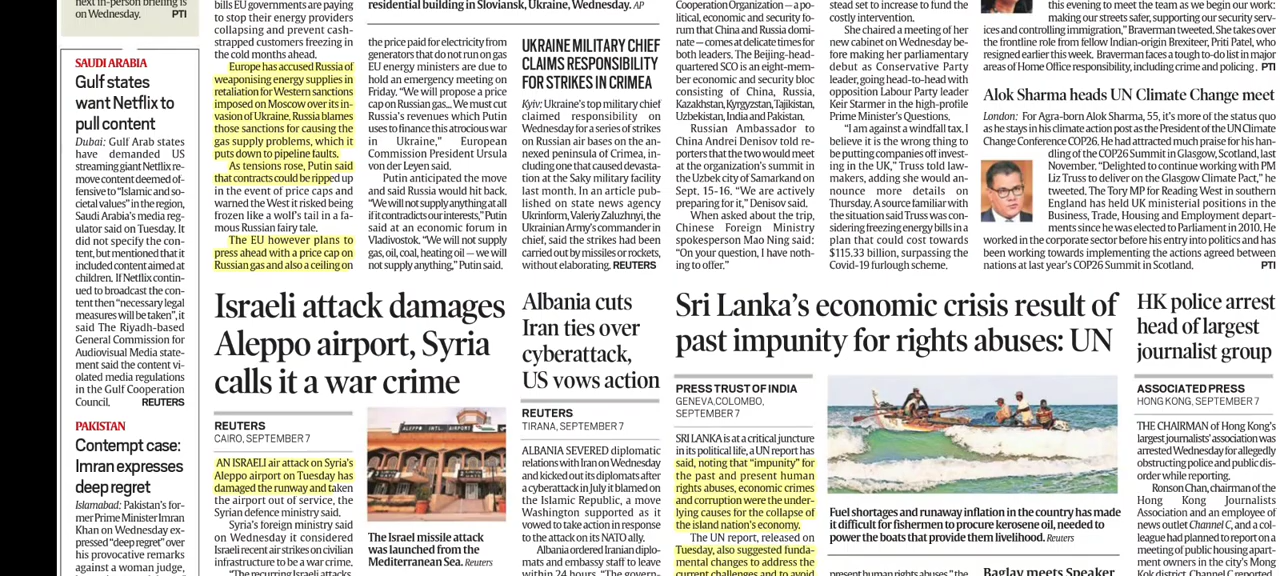 next in-person briefing is
on Wednesday. PTI
SAUDI ARABIA
Gulf states
want Netflix to
pull content
Dubai: Gulf Arab states
have demanded US
streaming giant Netflix re-
move content deemed of-
fensive to "Islamic and so-
cietal values" in the region,
Saudi Arabia's media reg-
ulator said on Tuesday. It
did not specify the con-
tent, but mentioned that it
included content aimed at
children. If Netflix contin-
ued to broadcast the con-
tent then "necessary legal
measures will be taken", it
said The Riyadh-based
General Commission for
Audiovisual Media state-
ment said the content vi-
olated media regulations
in the Gulf Cooperation
Council. REUTERS
PAKISTAN
Contempt case:
Imran expresses
deep regret
Islamabad: Pakistan's for-
mer Prime Minister Imran
Khan on Wednesday ex-
pressed "deep regret" over
his provocative remarks
against a woman judge,
bills EU governments are paying
to stop their energy providers
collapsing and prevent cash-
strapped customers freezing in
the cold months ahead.
Europe has accused Russia of
weaponising energy supplies in
retaliation for Western sanctions
imposed on Moscow over its in-
vasion of Ukraine, Russia blames
those sanctions for causing the
gas supply problems, which it
puts down to pipeline faults.
As tensions rose, Putin said
that contracts could be ripped up
in the event of price caps and
warned the West it risked being
frozen like a wolf's tail in a fa-
mous Russian fairy tale.
The EU however plans to
press ahead with a price cap on
Russian gas and also a ceiling on
residential building in Sloviansk, Ukraine, Wednesday. AP
the price paid for electricity from
generators that do not run on gas
EU energy ministers are due to
hold an emergency meeting on
Friday. "We will propose a price
cap on Russian gas... We must cut
Russia's revenues which Putin
uses to finance this atrocious war
in Ukraine," European
Commission President Ursula
von der Leyen said.
Putin anticipated the move
and said Russia would hit back,
"We will not supply anything at all
if it contradicts our interests," Putin
said at an economic forum in
Vladivostok. "We will not supply
gas, oil, coal, heating oil — we will
not supply anything," Putin said.
UKRAINE MILITARY CHIEF
CLAIMS RESPONSIBILITY
FOR STRIKES IN CRIMEA
Kyiv: Ukraine's top military chief
claimed responsibility on
Wednesday for a series of strikes
on Russian air bases on the an-
nexed peninsula of Crimea, in-
cluding one that caused devasta-
tion at the Saky military facility
last month. In an article pub-
lished on state news agency
Ukrinform, Valeriy Zaluzhnyi, the
Ukrainian Army's commander in
chief, said the strikes had been
carried out by missiles or rockets,
without elaborating. REUTERS
Cooperation Organization — a po-
litical, economic and security fo-
rum that China and Russia domi-
nate — comes at delicate times for
both leaders. The Beijing-head-
quartered SCO is an eight-mem-
ber economic and security bloc
consisting of China, Russia,
Kazakhstan, Kyrgyzstan, Tajikistan,
Uzbekistan, India and Pakistan.
Russian Ambassador to
China Andrei Denisov told re-
porters that the two would meet
at the organization's summit in
the Uzbek city of Samarkand on
Sept. 15-16. "We are actively
preparing for it," Denisov said.
When asked about the trip,
Chinese Foreign Ministry
spokesperson Mao Ning said:
"On your question, I have noth-
ing to offer."
stead set to increase to fund the
costly intervention.
She chaired a meeting of her
new cabinet on Wednesday be-
fore making her parliamentary
debut as Conservative Party
leader, going head-to-head with
opposition Labour Party leader
Keir Starmer in the high-profile
Prime Minister's Questions.
"I am against a windfall tax. I
believe it is the wrong thing to
be putting companies off invest-
ing in the UK," Truss told law-
makers, adding she would an-
nounce more details on
Thursday. A source familiar with
the situation said Truss was con-
sidering freezing energy bills in a
plan that could cost towards
$115.33 billion, surpassing the
Covid-19 furlough scheme.
this evening to meet the team as we begin our work:
making our streets safer, supporting our security serv-
ices and controlling immigration," Braverman tweeted. She takes over
the frontline role from fellow Indian-origin Brexiteer, Priti Patel, who
resigned earlier this week. Braverman faces a tough to-do list in major
areas of Home Office responsibility, including crime and policing . PTI
Alok Sharma heads UN Climate Change meet
London: For Agra-born Alok Sharma, 55, it's more of the status quo
as he stays in his climate action post as the President of the UN Climate
Change Conference COP26. He had attracted much praise for his han-
dling of the COP26 Summit in Glasgow, Scotland, last
November. "Delighted to continue working with PM
Liz Truss to deliver on the Glasgow Climate Pact," he
tweeted. The Tory MP for Reading West in southern
England has held UK ministerial positions in the
Business, Trade, Housing and Employment depart-
ments since he was elected to Parliament in 2010. He
worked in the corporate sector before his entry into politics and has
been working towards implementing the actions agreed between
nations at last year's COP26 Summit in Scotland. PTI
Israeli attack damages
Aleppo airport, Syria
calls it a war crime
REUTERS
CAIRO, SEPTEMBER 7
AN ISRAELI air attack on Syria's
Aleppo airport on Tuesday has
damaged the runway and taken
the airport out of service, the
Syrian defence ministry said.
Syria's foreign ministry said
on Wednesday it considered
Israeli recent air strikes on civilian
infrastructure to be a war crime.
"The recurring Israeli attacks
ALEPPO INTL. AIRPORT
The Israel missile attack
was launched from the
Mediterranean Sea. Reuters
Albania cuts
Iran ties over
cyberattack,
US vows action
REUTERS
TIRANA, SEPTEMBER 7
ALBANIA SEVERED diplomatic
relations with Iran on Wednesday
and kicked out its diplomats after
a cyberattack in July it blamed on
the Islamic Republic, a move
Washington supported as it
vowed to take action in response
to the attack on its NATO ally.
Albania ordered Iranian diplo-
mats and embassy staff to leave
within 24 hours. "The govern-
Sri Lanka's economic crisis result of
past impunity for rights abuses: UN
PRESS TRUST OF INDIA
GENEVA,COLOMBO,
SEPTEMBER 7
SRI LANKA is at a critical juncture
in its political life, a UN report has
said, noting that "impunity" for
the past and present human
rights abuses, economic crimes
and corruption were the under-
lying causes for the collapse of
the island nation's economy.
The UN report, released on
Tuesday, also suggested funda-
mental changes to address the
current challenges and to avoid
Fuel shortages and runaway inflation in the country has made
it difficult for fishermen to procure kerosene oil, needed to
power the boats that provide them livelihood. Reuters
present human rights abuses," the
Baglay meets Speaker
HK police arrest
head of largest
journalist group
ASSOCIATED PRESS
HONG KONG, SEPTEMBER 7
THE CHAIRMAN of Hong Kong's
largest journalists' association was
arrested Wednesday for allegedly
obstructing police and public dis-
order while reporting.
Ronson Chan, chairman of the
Hong Kong Journalists
Association and an employee of
news outlet Channel C, and a col-
league had planned to report on a
meeting of public housing apart-
ment owners in the city's Mong
Kok district, Channel C reported.